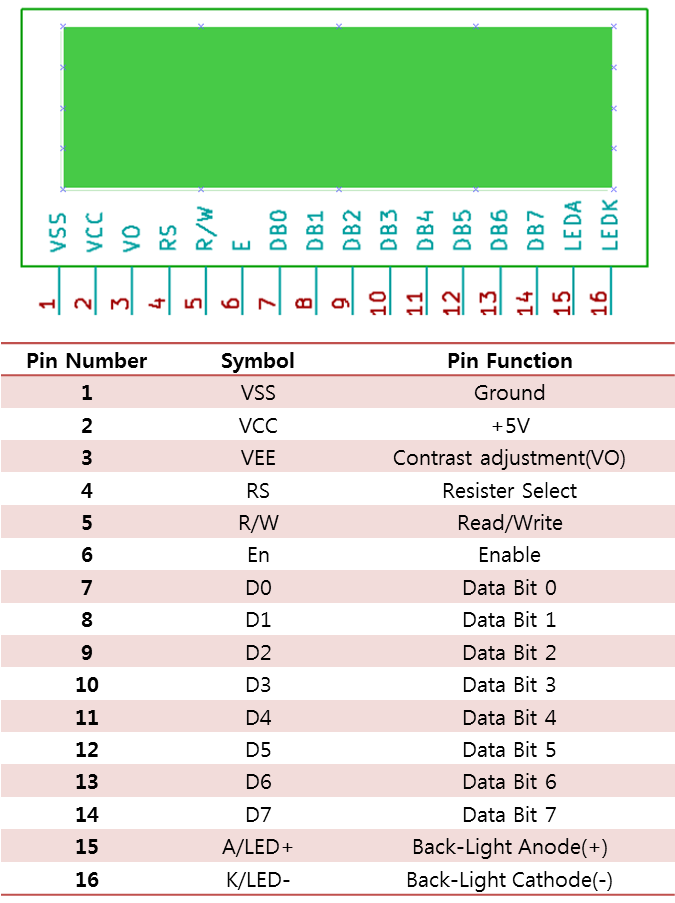 VSS VCC VO RS R/W E DB0 DB1 DB2 DB3 DB4 DB5 DB6 DB7 LEDA LEDK
1 2 3 4 5 6 7 8 9 10 11 12 13 14 15 16
Pin Number Symbol Pin Function
1 VSS Ground
2 VCC +5V
3 VEE Contrast adjustment(VO)
4 RS Resister Select
5 R/W Read/Write
6 En Enable
7 D0 Data Bit 0
8 D1 Data Bit 1
9 D2 Data Bit 2
10 D3 Data Bit 3
11 D4 Data Bit 4
12 D5 Data Bit 5
13 D6 Data Bit 6
14 D7 Data Bit 7
15 A/LED+ Back-Light Anode(+)
16 K/LED- Back-Light Cathode(-)